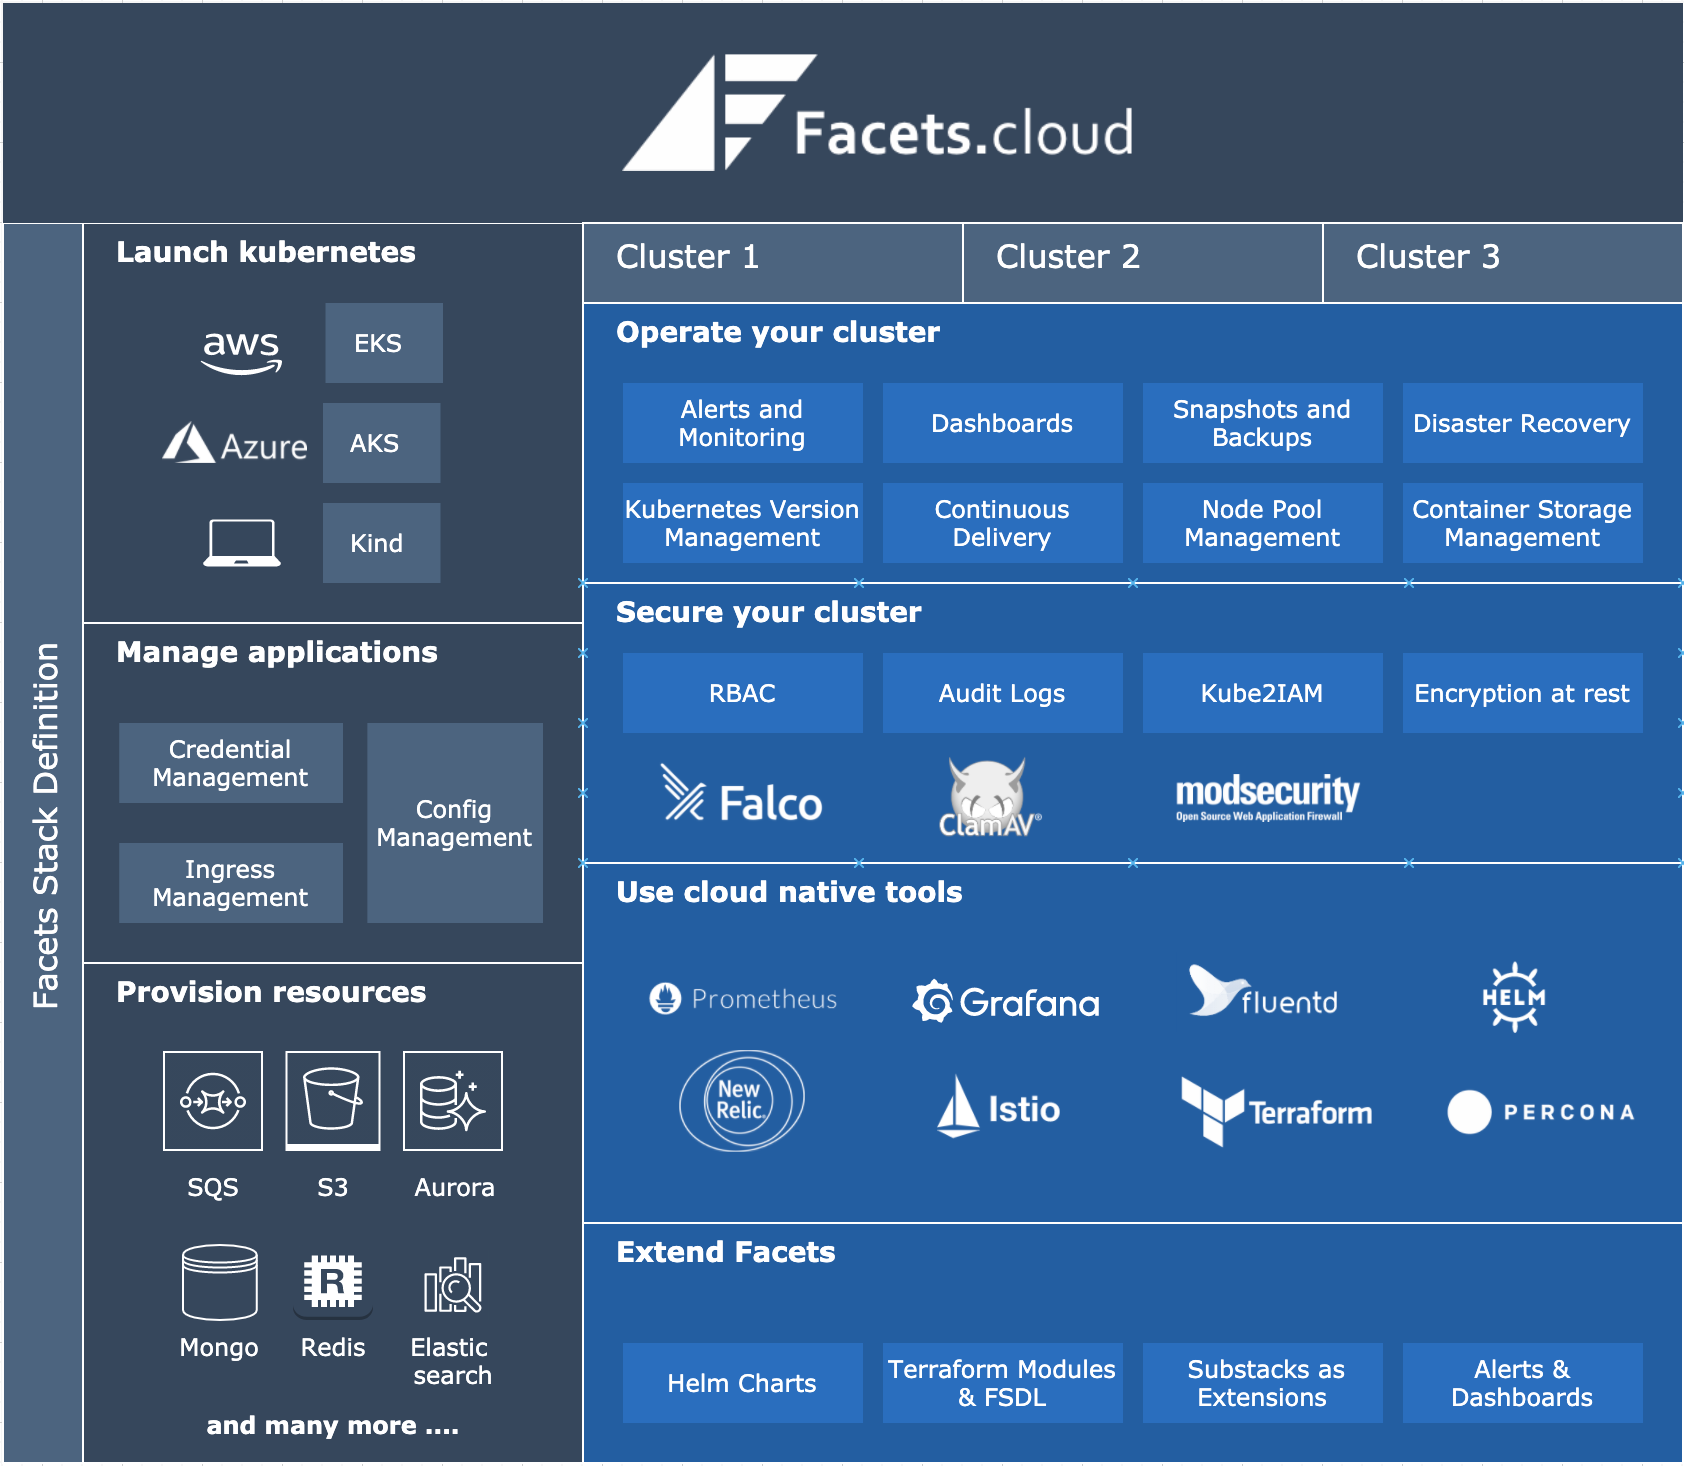 Facets.cloud
Facets Stack Definition
Launch kubernetes
aws
EKS
Azure
AKS
Kind
Manage applications
Credential
Management
Config
Management
Ingress
Management
Provision resources
SQS
S3
Aurora
Mongo
R
Redis
Elastic
search
and many more ....
Cluster 1
Cluster 2
Cluster 3
Operate your cluster
Alerts and
Monitoring
Dashboards
Snapshots and
Backups
Disaster Recovery
Kubernetes Version
Management
Continuous
Delivery
Node Pool
Management
Container Storage
Management
Secure your cluster
RBAC
Audit Logs
Kube2IAM
Encryption at rest
Falco
ClamAV®
modsecurity
Open Source Web Application Firewall
Use cloud native tools
Prometheus
Grafana
fluentd
HELM
New
Relic.
Istio
Terraform
PERCONA
Extend Facets
Helm Charts
Terraform Modules
& FSDL
Substacks as
Extensions
Alerts &
Dashboards